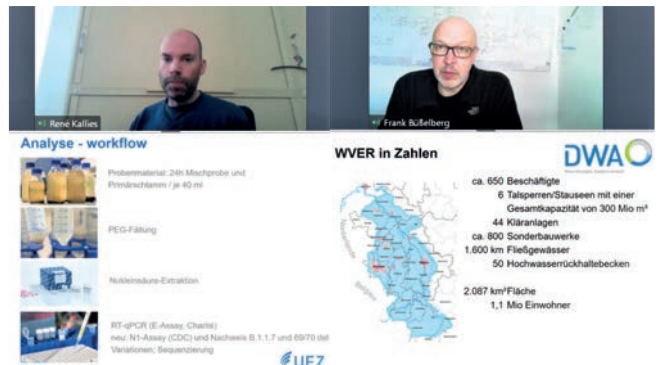 René Kallies
Frank Büßelberg
Analyse - workflow
Probenmaterial: 24h Mischprobe und
Primärschlamm / je 40 ml
PEG-Fällung
Nukleinsäure-Extraktion
RT-qPCR (E-Assay, Charité)
neu: N1-Assay (CDC) und Nachweis B.1.1.7 und 69/70 del
Variationen; Sequenzierung
UFZ
WVER in Zahlen
DWA
ca. 650 Beschäftigte
6 Talsperren/Stauseen mit einer
Gesamtkapazität von 300 Mio m³
44 Kläranlagen
ca. 800 Sonderbauwerke
1.600 km Fließgewässer
50 Hochwasserrückhaltebecken
2.087 km²Fläche
1,1 Mio Einwohner